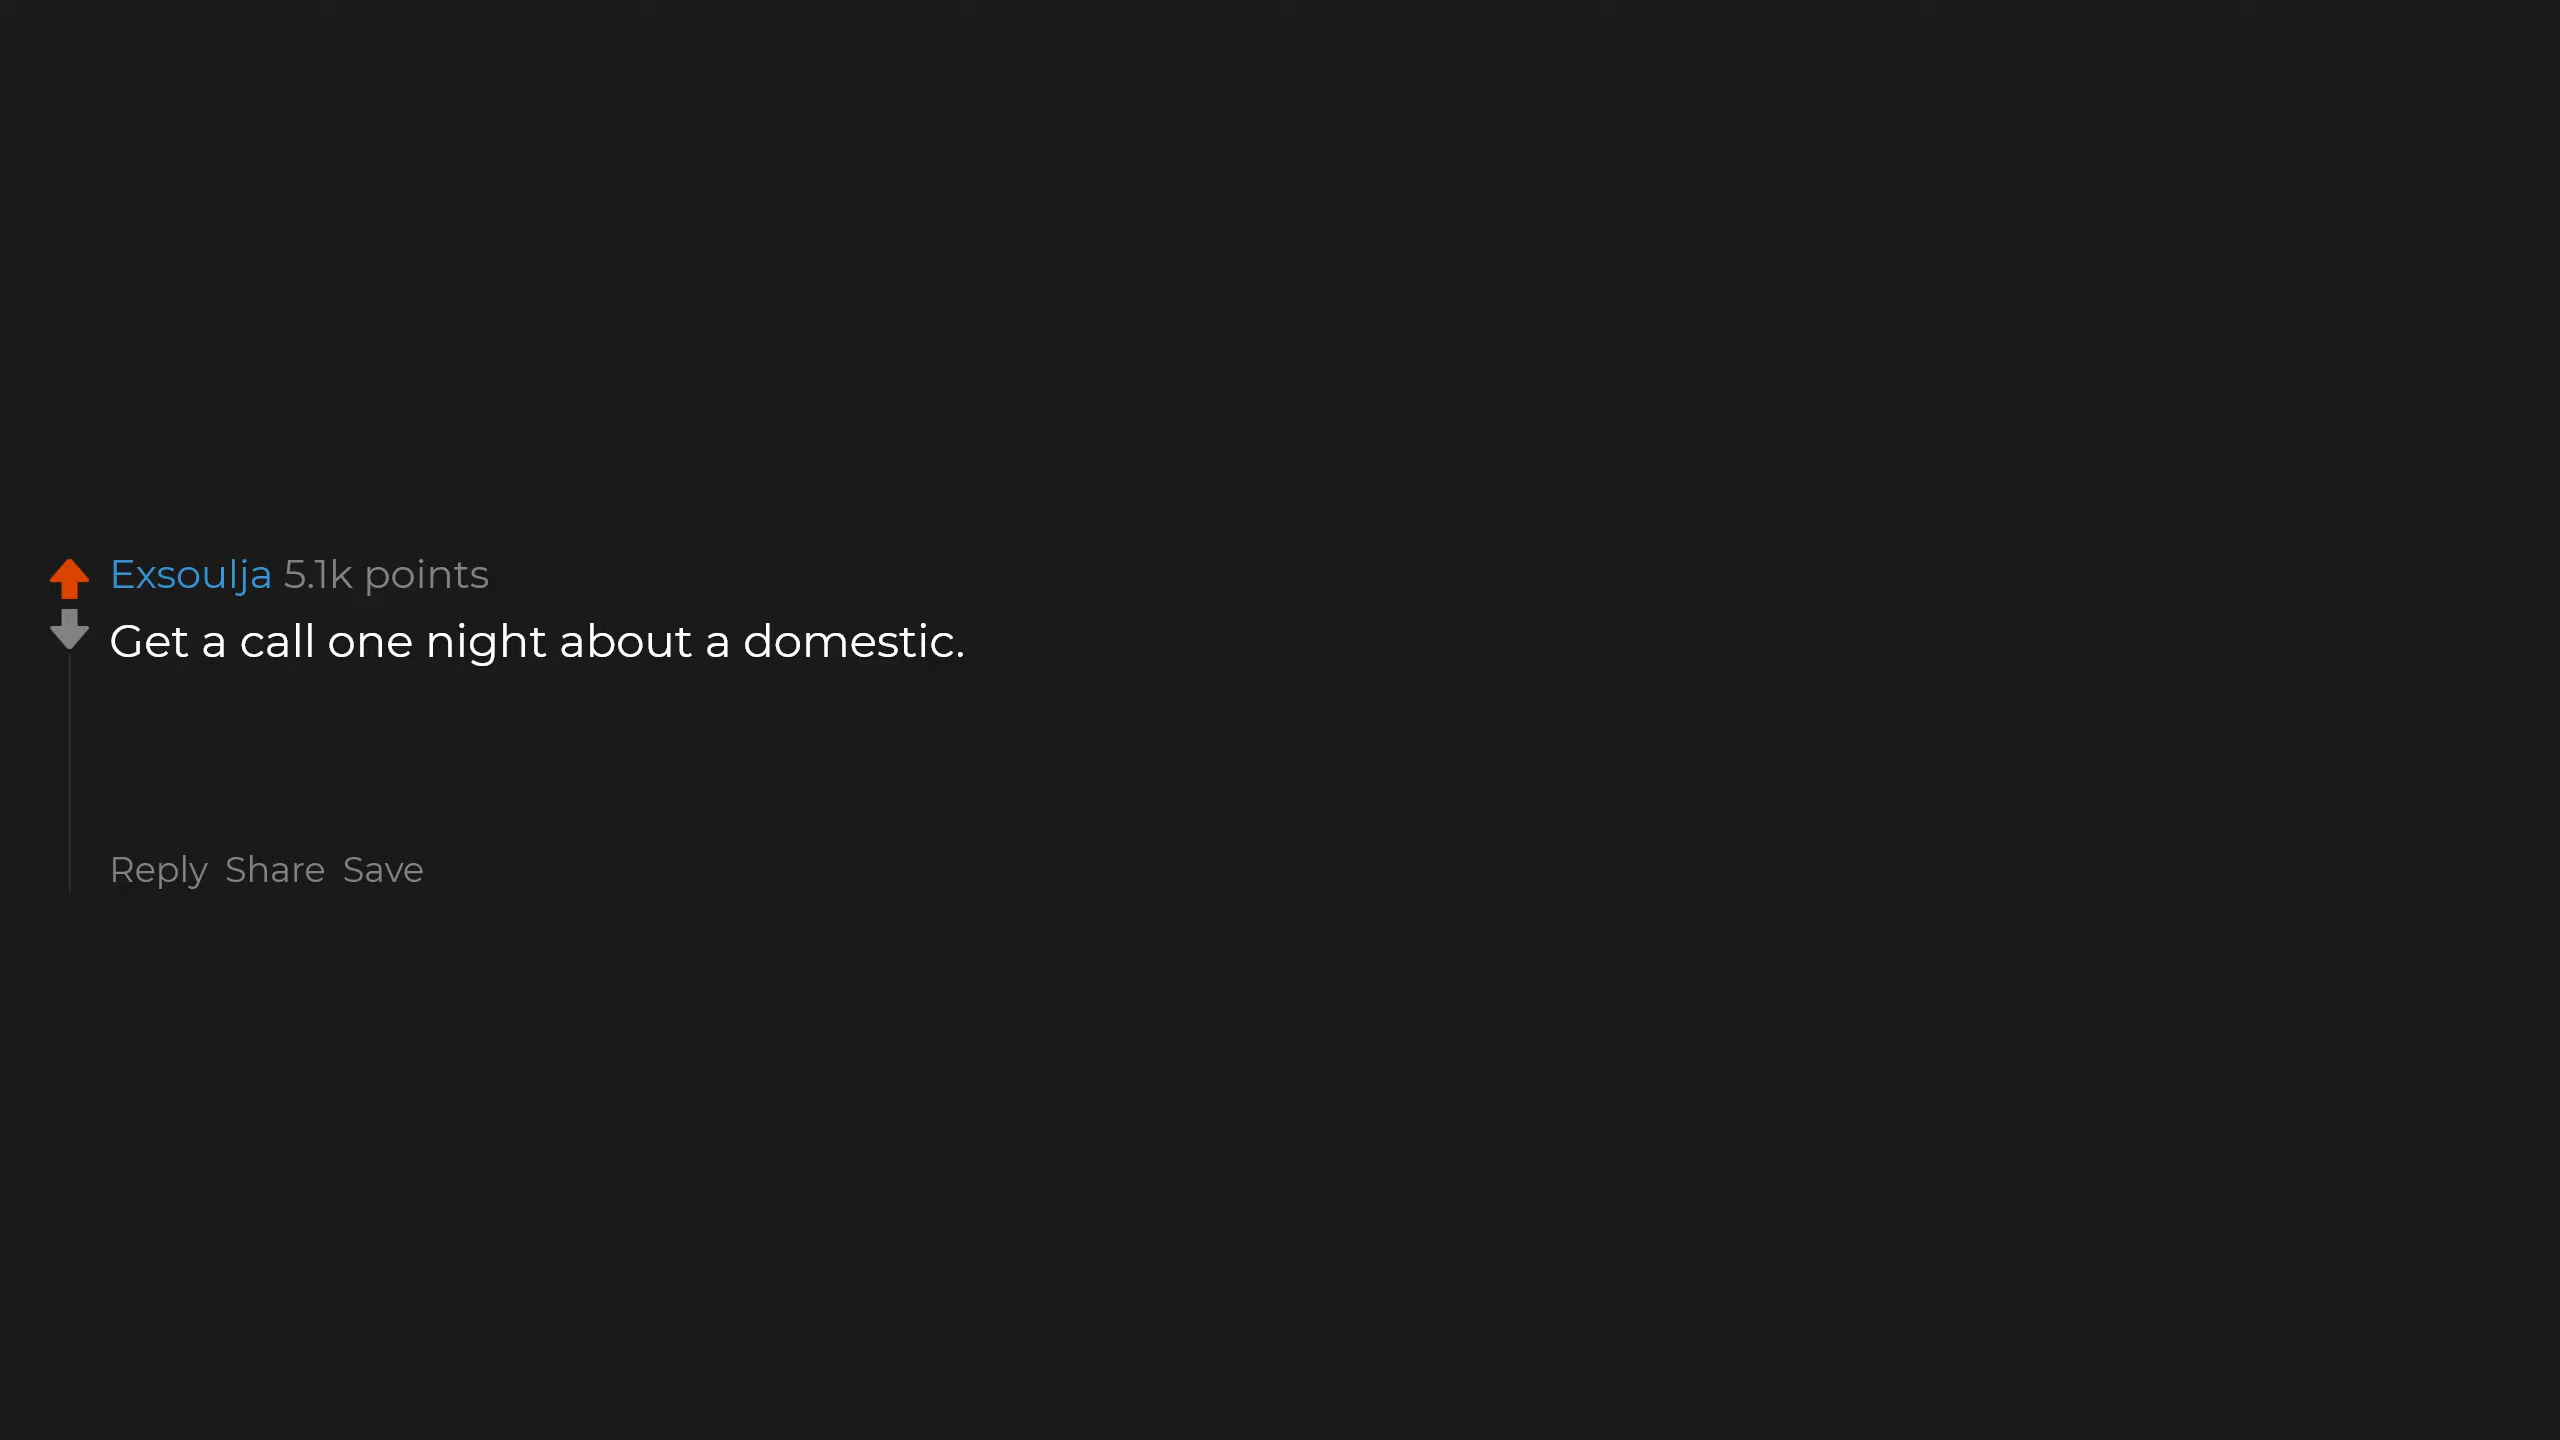 Exsoulja 5.1k points
Get a call one night about a domestic.
Reply Share Save